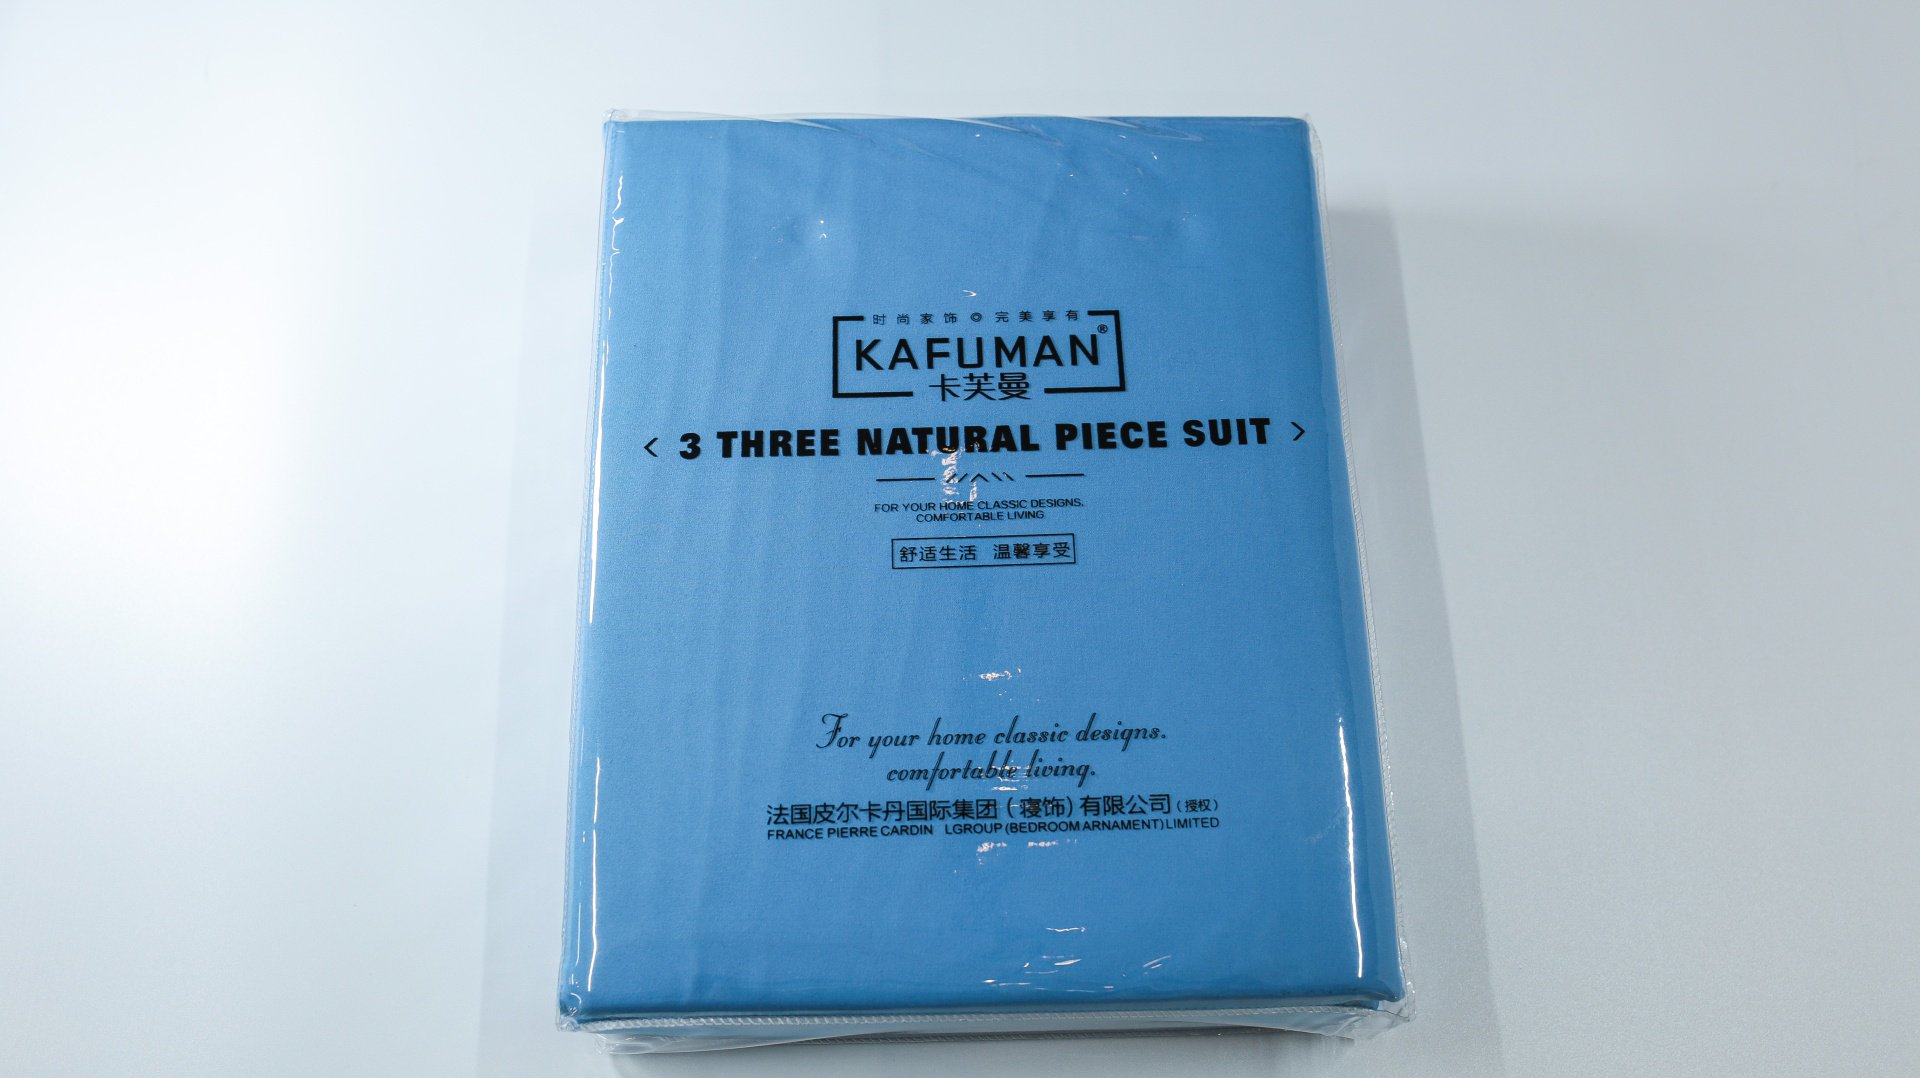 时尚家饰◎完美享有
KAFUMAN®
卡芙曼
< 3 THREE NATURAL PIECE SUIT >
FOR YOUR HOME CLASSIC DESIGNS.
COMFORTABLE LIVING
舒适生活 温馨享受
For your home classic designs.
comfortable living.
法国皮尔卡丹国际集团(寝饰)有限公司(授权)
FRANCE PIERRE CARDIN LGROUP (BEDROOM ARNAMENT) LIMITED